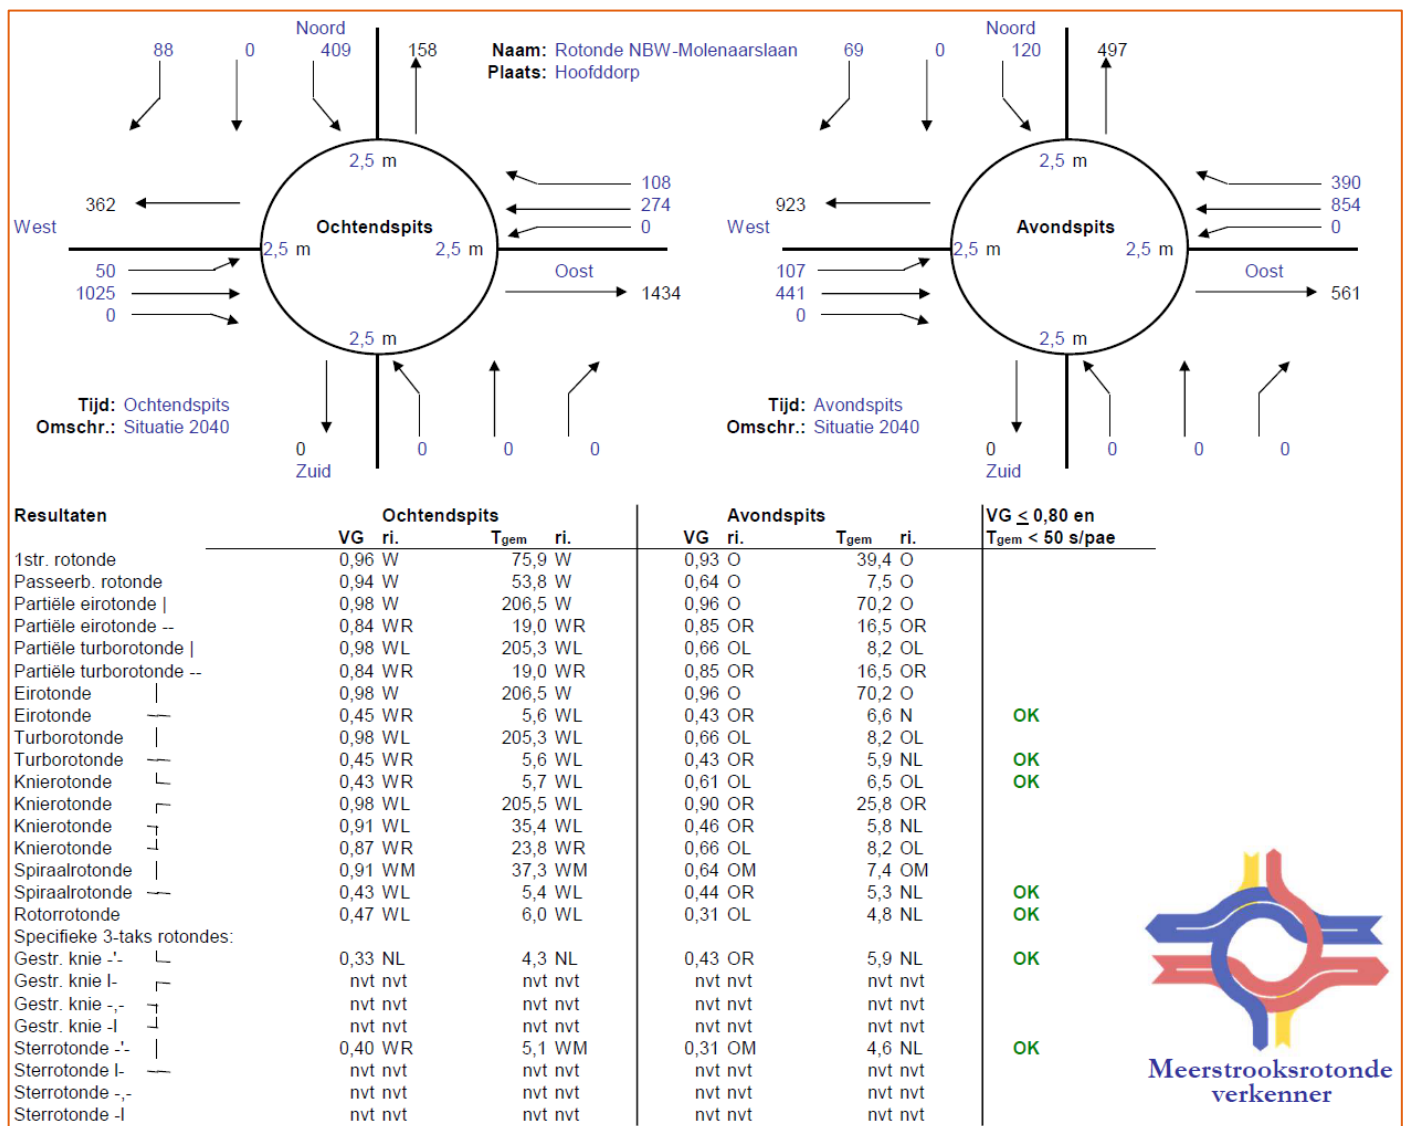 Noord Noord
88 0 409 158 Naam: Rotonde NBW-Molenaarslaan 69 0 120 497
Plaats: Hoofddorp
2,5 m 2,5 m
108 390
362 274 923 854
West Ochtendspits 0 West Avondspits 0
2,5 m 2,5 m 2,5 m 2,5 m
50 Oost 107 Oost
1025 1434 441 561
0 0
2,5 m 2,5 m
Tijd: Ochtendspits Tijd: Avondspits
Omschr.: Situatie 2040 Omschr.: Situatie 2040
0 0 0 0 0 0 0 0
Zuid Zuid
Resultaten Ochtendspits Avondspits VG ≤ 0,80 en
VG ri. Tgem ri. VG ri. Tgem ri. Tgem < 50 s/pae
1str. rotonde 0,96 W 75,9 W 0,93 O 39,4 O
Passeerb. rotonde 0,94 W 53,8 W 0,64 O 7,5 O
Partiële eirotonde | 0,98 W 206,5 W 0,96 O 70,2 O
Partiële eirotonde -- 0,84 WR 19,0 WR 0,85 OR 16,5 OR
Partiële turborotonde | 0,98 WL 205,3 WL 0,66 OL 8,2 OL
Partiële turborotonde -- 0,84 WR 19,0 WR 0,85 OR 16,5 OR
Eirotonde 0,98 W 206,5 W 0,96 O 70,2 O
Eirotonde 0,45 WR 5,6 WL 0,43 OR 6,6 N OK
Turborotonde 0,98 WL 205,3 WL 0,66 OL 8,2 OL
Turborotonde 0,45 WR 5,6 WL 0,43 OR 5,9 NL OK
Knierotonde 0,43 WR 5,7 WL 0,61 OL 6,5 OL OK
Knierotonde 0,98 WL 205,5 WL 0,90 OR 25,8 OR
Knierotonde 0,91 WL 35,4 WL 0,46 OR 5,8 NL
Knierotonde 0,87 WR 23,8 WR 0,66 OL 8,2 OL
Spiraalrotonde 0,91 WM 37,3 WM 0,64 OM 7,4 OM
Spiraalrotonde 0,43 WL 5,4 WL 0,44 OR 5,3 NL OK
Rotorrotonde 0,47 WL 6,0 WL 0,31 OL 4,8 NL OK
Specifieke 3-taks rotondes:
Gestr. knie -'- 0,33 NL 4,3 NL 0,43 OR 5,9 NL OK
Gestr. knie I- nvt nvt nvt nvt nvt nvt nvt nvt
Gestr. knie -,- nvt nvt nvt nvt nvt nvt nvt nvt
Gestr. knie -I nvt nvt nvt nvt nvt nvt nvt nvt
Sterrotonde -'- 0,40 WR 5,1 WM 0,31 OM 4,6 NL OK
Sterrotonde I- nvt nvt nvt nvt nvt nvt nvt nvt
Sterrotonde -,- nvt nvt nvt nvt nvt nvt nvt nvt
Sterrotonde -I nvt nvt nvt nvt nvt nvt nvt nvt
Meerstrooksrotonde
verkenner